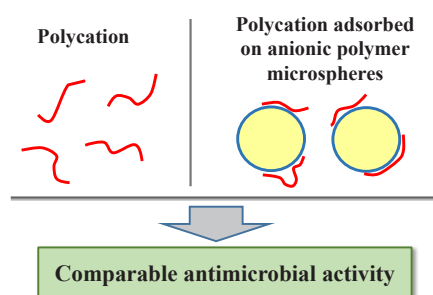 Polycation
Polycation adsorbed
on anionic polymer
microspheres
Comparable antimicrobial activity